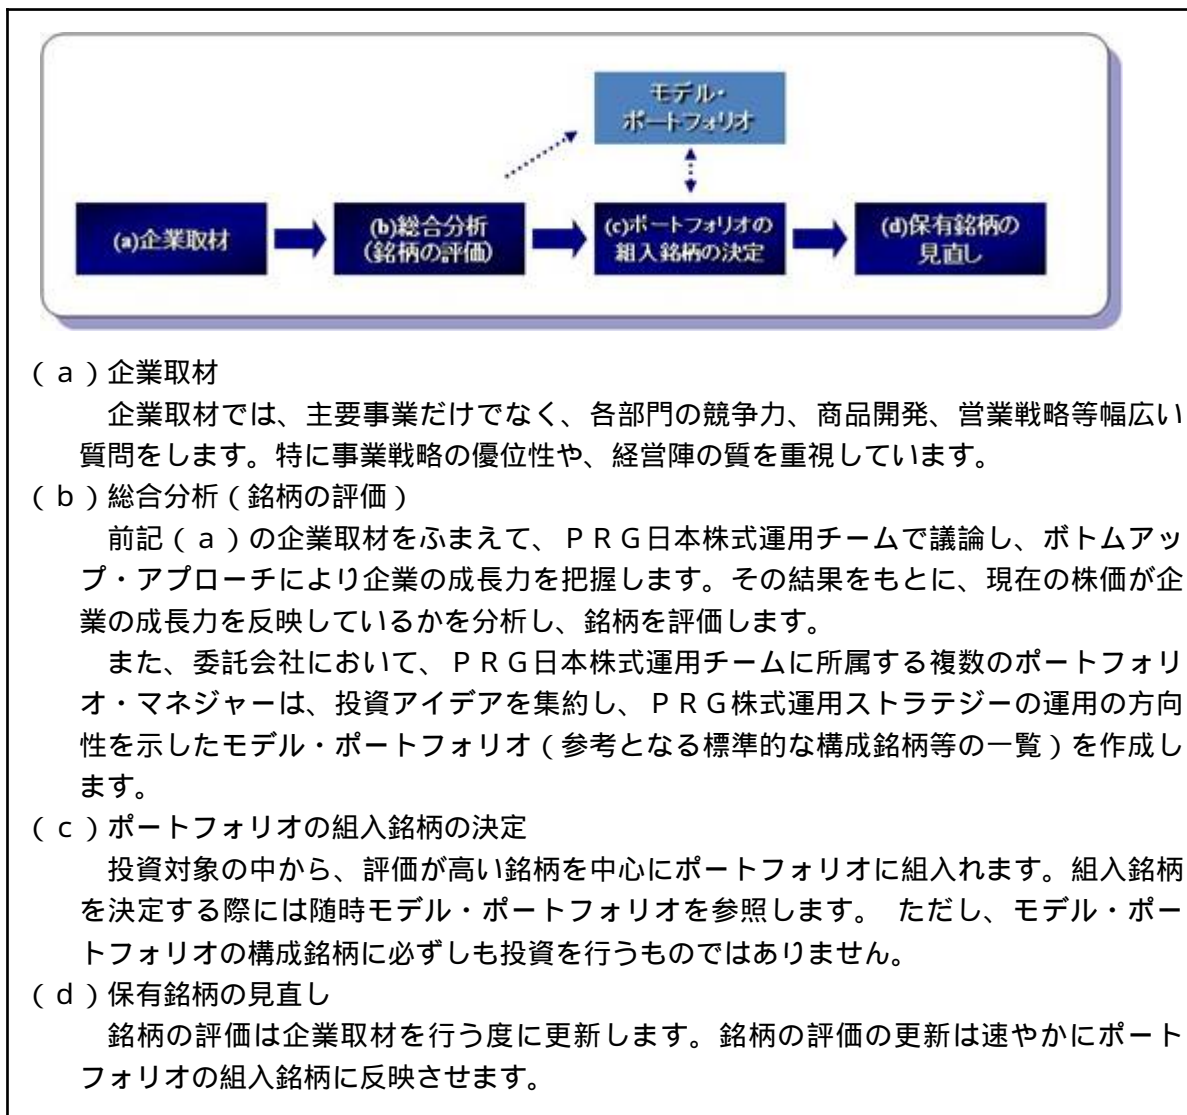 モデル・
ポートフォリオ
(a)企業取材
(b)総合分析
(銘柄の評価)
(c)ポートフォリオの
組入銘柄の決定
(d)保有銘柄の
見直し
(ａ)企業取材
企業取材では、主要事業だけでなく、各部門の競争力、商品開発、営業戦略等幅広い
質問をします。特に事業戦略の優位性や、経営陣の質を重視しています。
(ｂ)総合分析(銘柄の評価)
前記(ａ)の企業取材をふまえて、ＰＲＧ日本株式運用チームで議論し、ボトムアッ
プ・アプローチにより企業の成長力を把握します。その結果をもとに、現在の株価が企
業の成長力を反映しているかを分析し、銘柄を評価します。
また、委託会社において、ＰＲＧ日本株式運用チームに所属する複数のポートフォリ
オ・マネジャーは、投資アイデアを集約し、ＰＲＧ株式運用ストラテジーの運用の方向
性を示したモデル・ポートフォリオ(参考となる標準的な構成銘柄等の一覧)を作成し
ます。
(ｃ)ポートフォリオの組入銘柄の決定
投資対象の中から、評価が高い銘柄を中心にポートフォリオに組入れます。組入銘柄
を決定する際には随時モデル・ポートフォリオを参照します。 ただし、モデル・ポー
トフォリオの構成銘柄に必ずしも投資を行うものではありません。
(ｄ)保有銘柄の見直し
銘柄の評価は企業取材を行う度に更新します。銘柄の評価の更新は速やかにポート
フォリオの組入銘柄に反映させます。